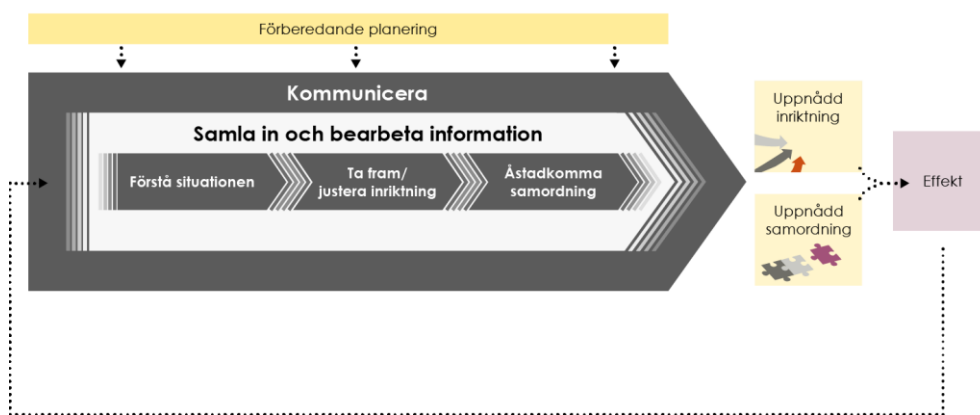 Förberedande planering
Kommunicera
Samla in och bearbeta information
Förstå situationen
Ta fram/
justera inriktning
Åstadkomma
samordning
Uppnådd
inriktning
Uppnådd
samordning
Effekt